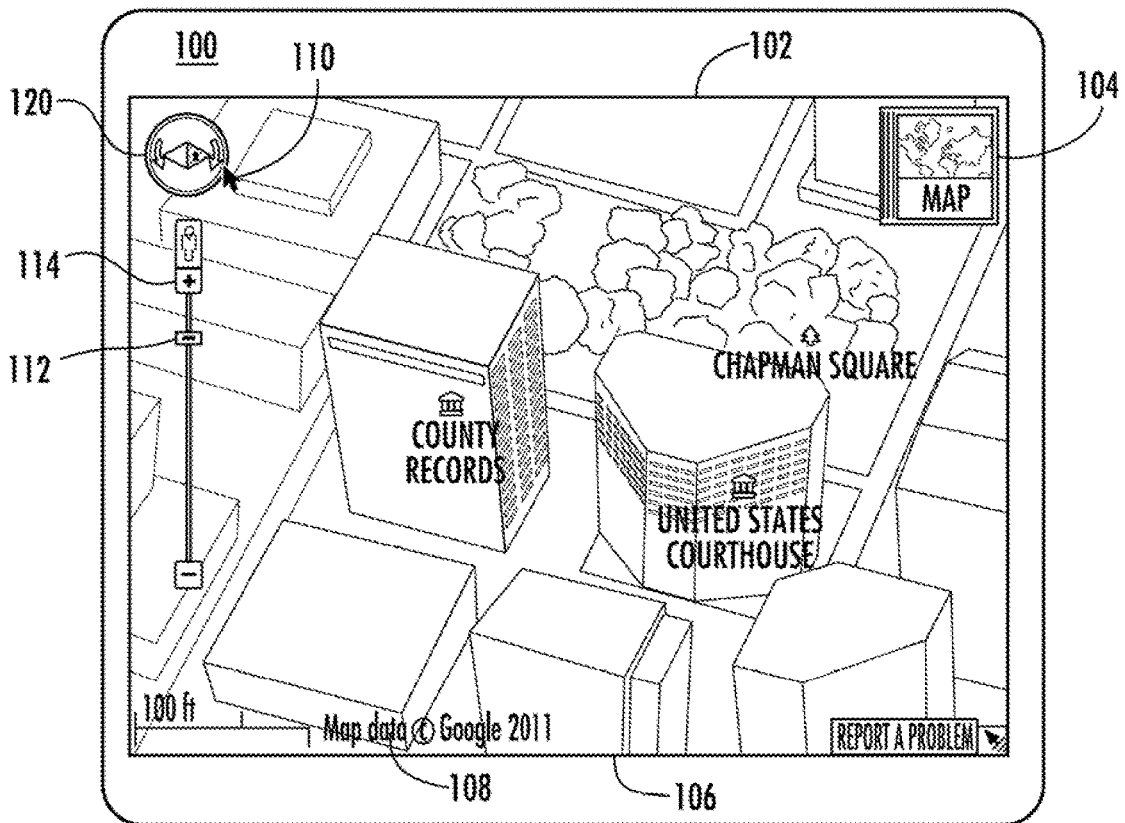 100
102
110
104
120
MAP
114
112
CHAPMAN SQUARE
COUNTY
RECORDS
UNITED STATES
COURTHOUSE
100 ft
Map data © Google 2011
REPORT A PROBLEM
108
106